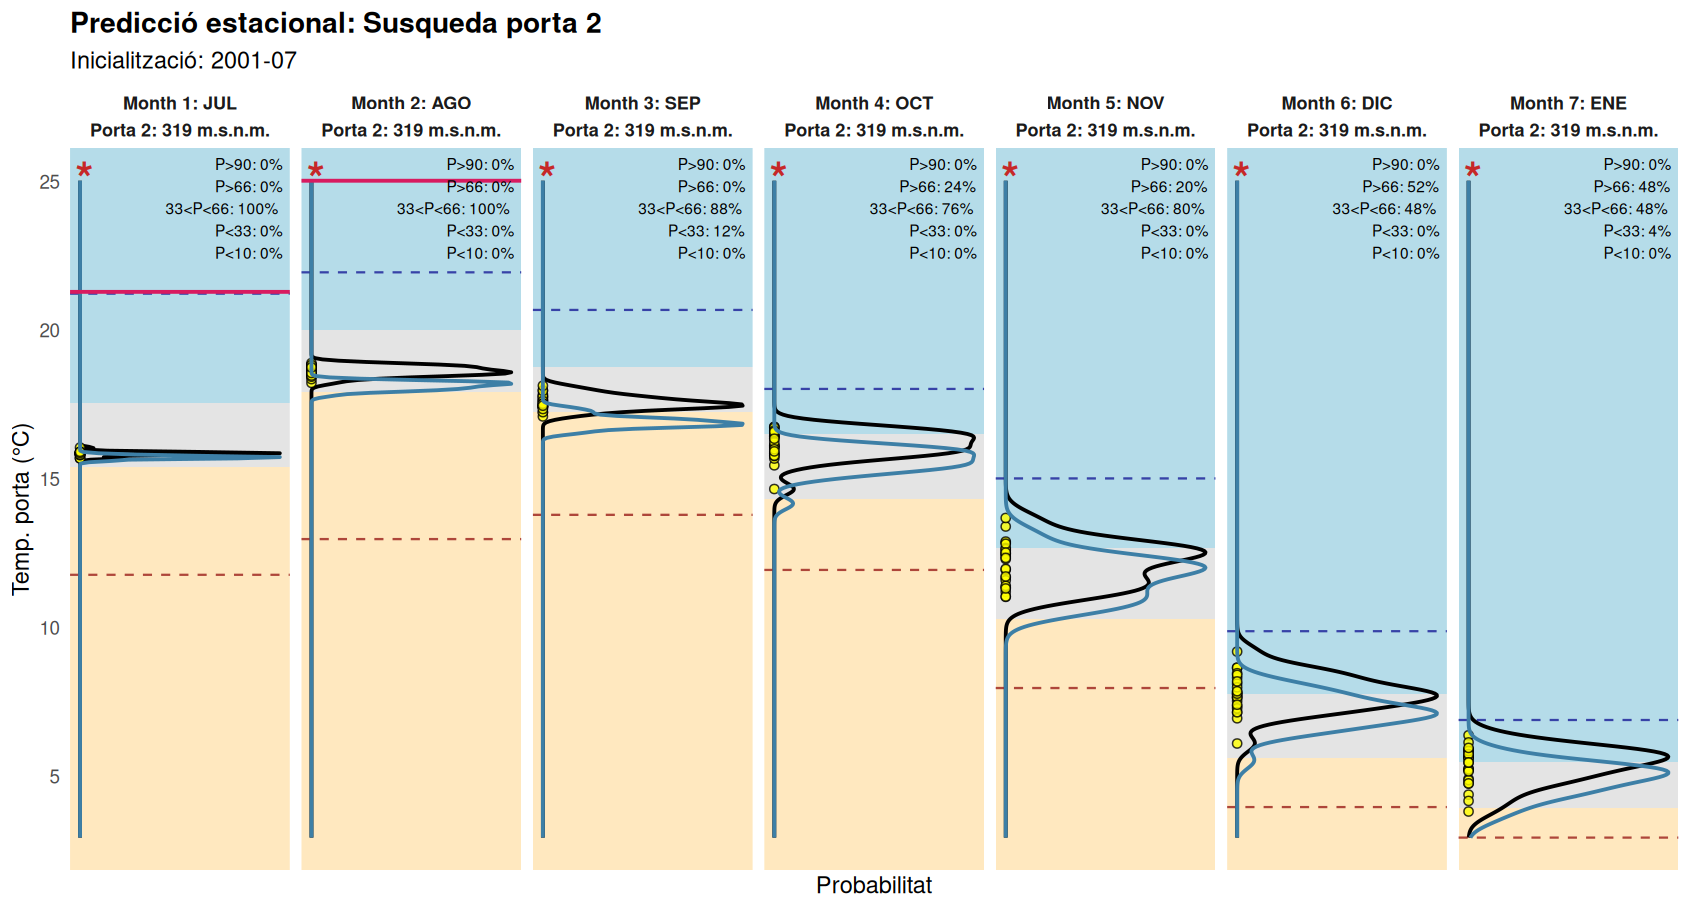 Predicció estacional: Susqueda porta 2
Inicialització: 2001-07
Month 1: JUL
Porta 2: 319 m.s.n.m.
Month 2: AGO
Porta 2: 319 m.s.n.m.
Month 3: SEP
Porta 2: 319 m.s.n.m.
Month 4: OCT
Porta 2: 319 m.s.n.m.
Month 5: NOV
Porta 2: 319 m.s.n.m.
Month 6: DIC
Porta 2: 319 m.s.n.m.
Month 7: ENE
Porta 2: 319 m.s.n.m.
Temp. porta (°C)
25
20
15
10
5
*
P>90: 0%
P>66: 0%
33<P<66: 100%
P<33: 0%
P<10: 0%
*
P>90: 0%
P>66: 0%
33<P<66: 100%
P<33: 0%
P<10: 0%
*
P>90: 0%
P>66: 0%
33<P<66: 88%
P<33: 12%
P<10: 0%
*
P>90: 0%
P>66: 24%
33<P<66: 76%
P<33: 0%
P<10: 0%
*
P>90: 0%
P>66: 20%
33<P<66: 80%
P<33: 0%
P<10: 0%
*
P>90: 0%
P>66: 52%
33<P<66: 48%
P<33: 0%
P<10: 0%
*
P>90: 0%
P>66: 48%
33<P<66: 48%
P<33: 4%
P<10: 0%
Probabilitat